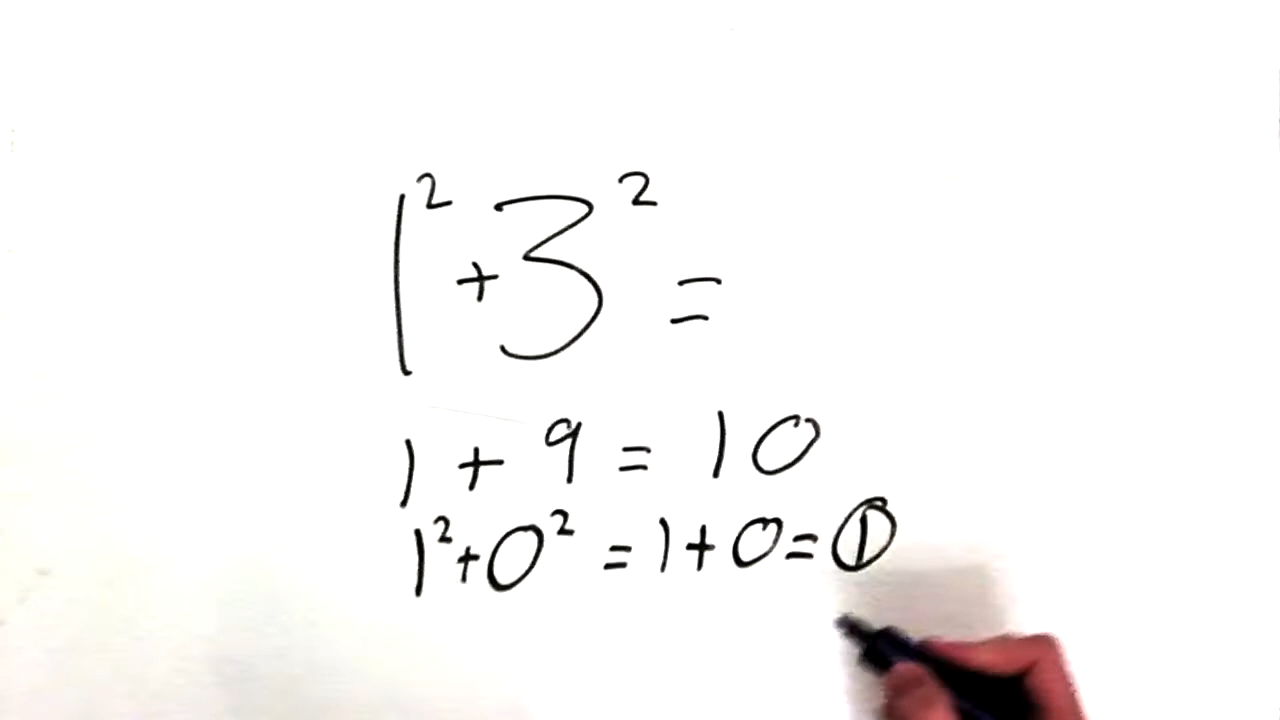 1² + 3² =
1 + 9 = 10
1² + 0² = 1 + 0 = 1